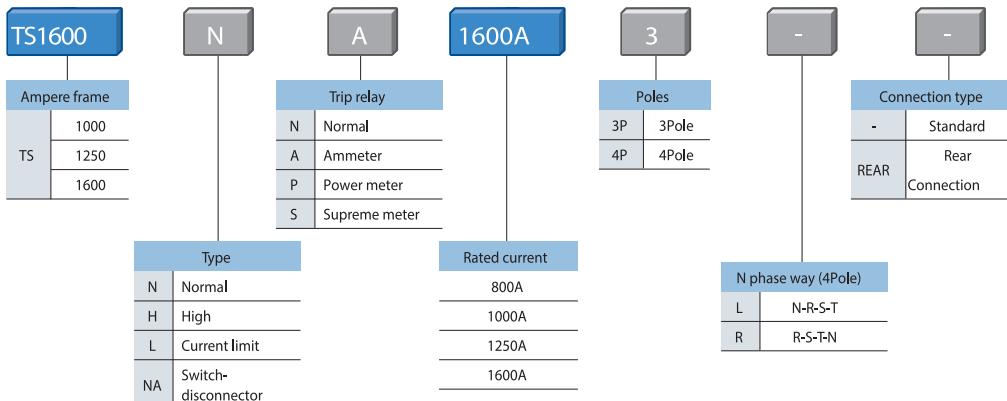 TS1600 N A 1600A 3 - -
Ampere frame
TS
1000
1250
1600
Trip relay
N Normal
A Ammeter
P Power meter
S Supreme meter
Poles
3P 3Pole
4P 4Pole
Connection type
- Standard
REAR Rear
Connection
Type
N Normal
H High
L Current limit
NA Switch-
disconnector
Rated current
800A
1000A
1250A
1600A
N phase way (4Pole)
L N-R-S-T
R R-S-T-N